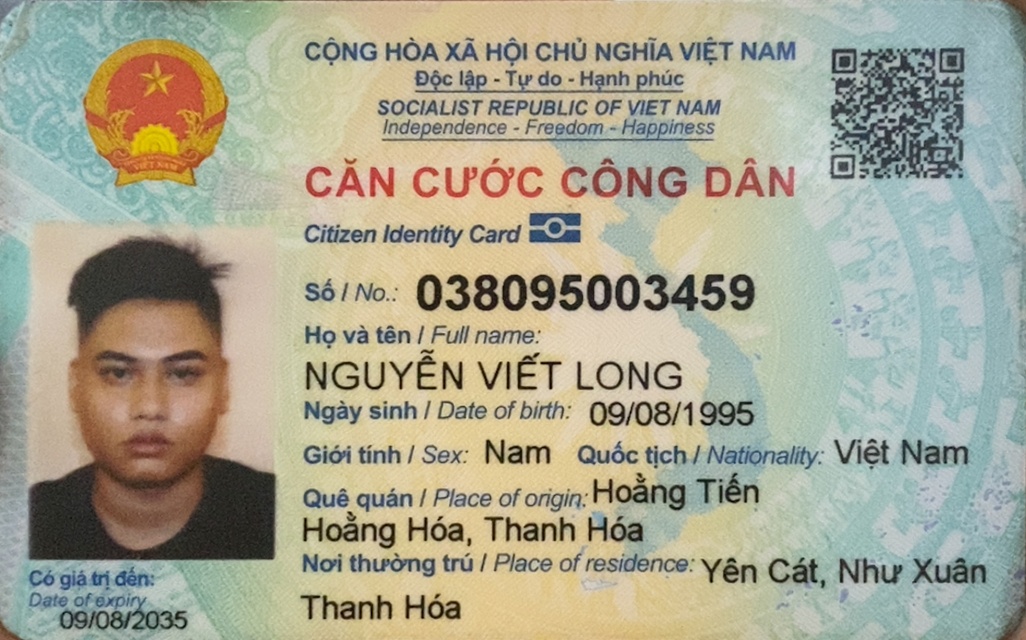 CỘNG HÒA XÃ HỘI CHỦ NGHĨA VIỆT NAM
Độc lập - Tự do - Hạnh phúc
SOCIALIST REPUBLIC OF VIET NAM
Independence - Freedom - Happiness
CĂN CƯỚC CÔNG DÂN
Citizen Identity Card
Số / No.: 038095003459
Họ và tên / Full name:
NGUYỄN VIẾT LONG
Ngày sinh / Date of birth: 09/08/1995
Giới tính / Sex: Nam Quốc tịch / Nationality: Việt Nam
Quê quán / Place of origin: Hoằng Tiến
Hoằng Hóa, Thanh Hóa
Nơi thường trú / Place of residence: Yên Cát, Như Xuân
Thanh Hóa
Có giá trị đến:
Date of expiry
09/08/2035
VIỆT NAM